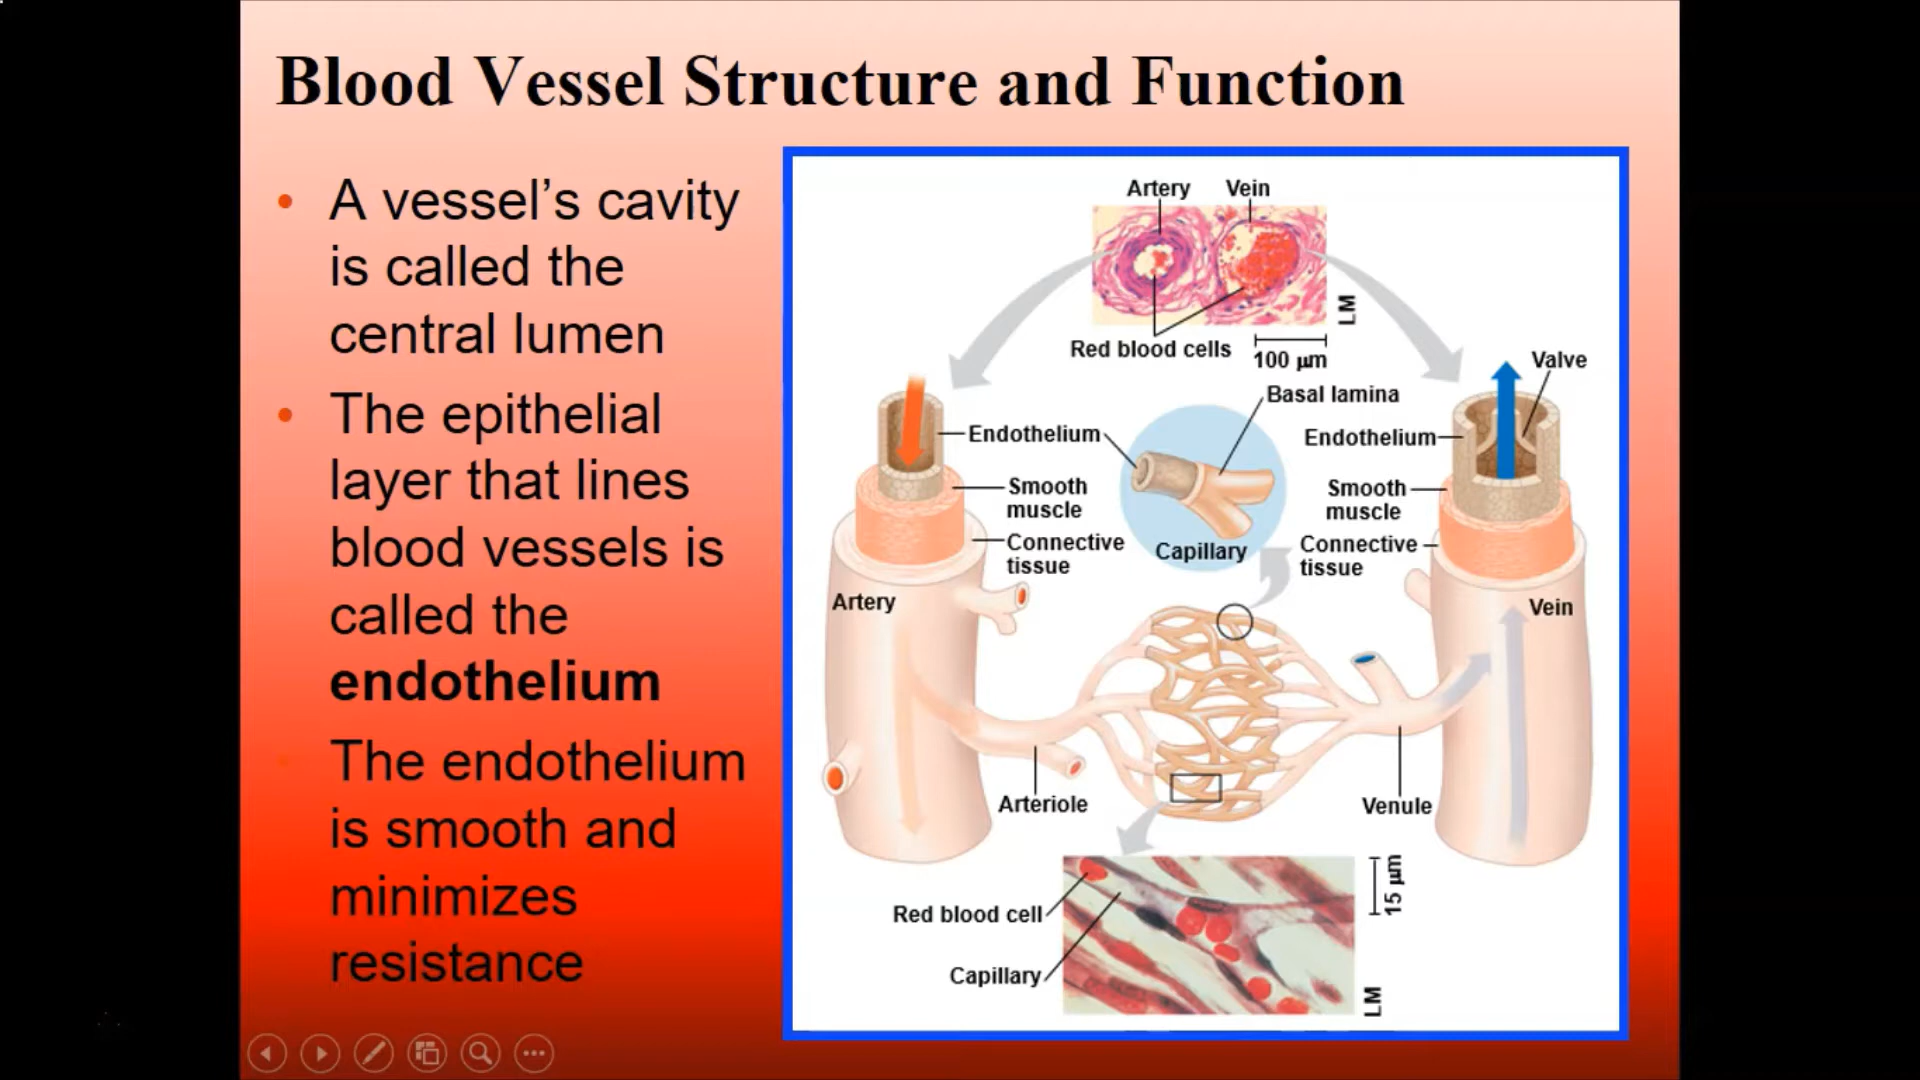 Blood Vessel Structure and Function
• A vessel’s cavity
is called the
central lumen
• The epithelial
layer that lines
blood vessels is
called the
endothelium
• The endothelium
is smooth and
minimizes
resistance
Artery Vein
LM
Red blood cells
100 µm
Valve
Basal lamina
Endothelium
Endothelium
Smooth
muscle
Smooth
muscle
Connective
tissue
Capillary
Connective
tissue
Artery
Vein
Arteriole
Venule
15 µm
Red blood cell
Capillary
LM